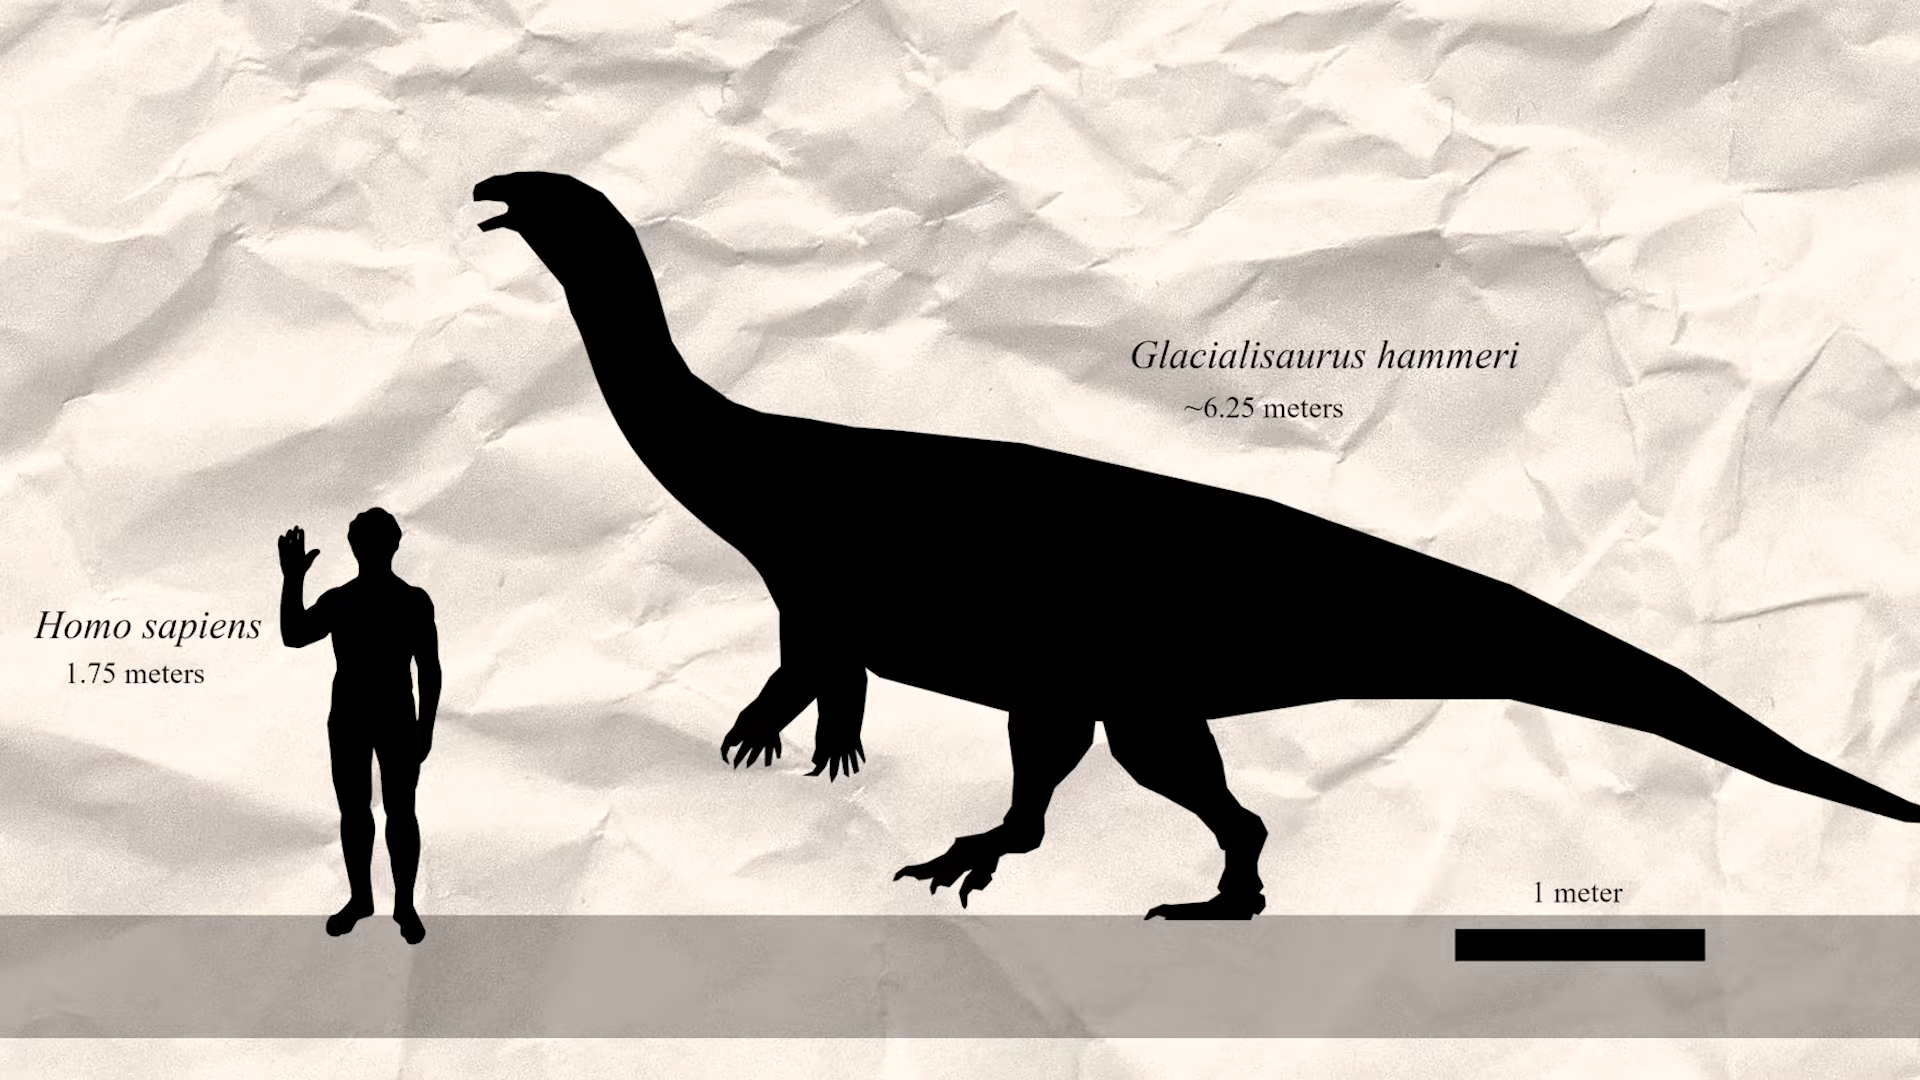 Glacialisaurus hammeri
~6.25 meters
Homo sapiens
1.75 meters
1 meter